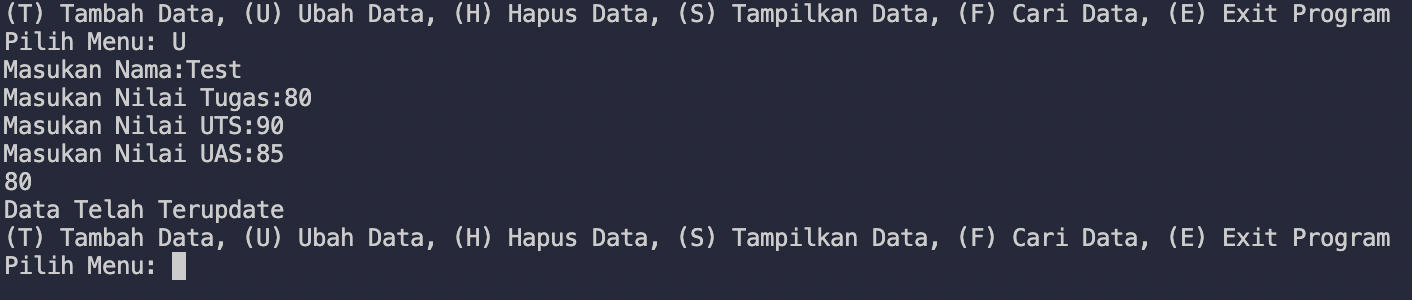 (T) Tambah Data, (U) Ubah Data, (H) Hapus Data, (S) Tampilkan Data, (F) Cari Data, (E) Exit Program
Pilih Menu: U
Masukan Nama:Test
Masukan Nilai Tugas:80
Masukan Nilai UTS:90
Masukan Nilai UAS:85
80
Data Telah Terupdate
(T) Tambah Data, (U) Ubah Data, (H) Hapus Data, (S) Tampilkan Data, (F) Cari Data, (E) Exit Program
Pilih Menu: